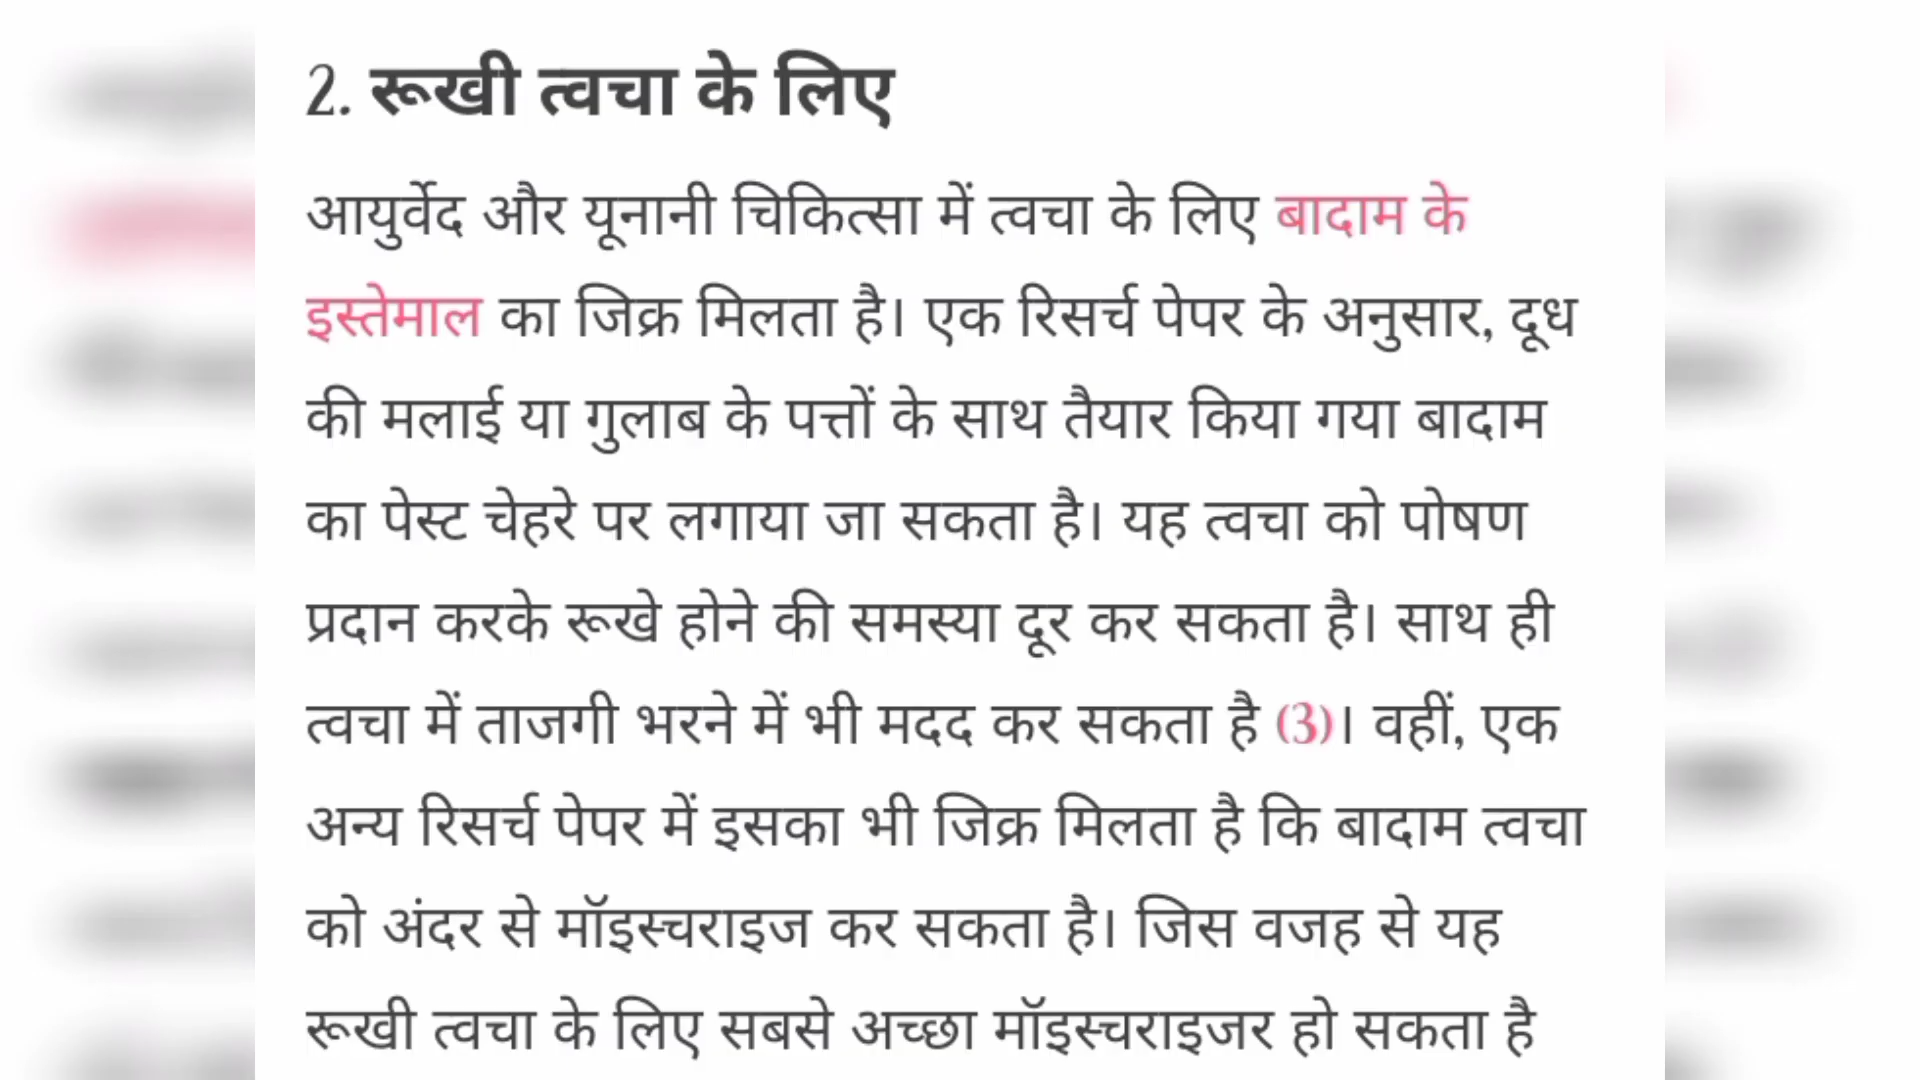 2. रूखी त्वचा के लिए
आयुर्वेद और यूनानी चिकित्सा में त्वचा के लिए बादाम के
इस्तेमाल का जिक्र मिलता है। एक रिसर्च पेपर के अनुसार, दूध
की मलाई या गुलाब के पत्तों के साथ तैयार किया गया बादाम
का पेस्ट चेहरे पर लगाया जा सकता है। यह त्वचा को पोषण
प्रदान करके रूखे होने की समस्या दूर कर सकता है। साथ ही
त्वचा में ताजगी भरने में भी मदद कर सकता है (3)। वहीं, एक
अन्य रिसर्च पेपर में इसका भी जिक्र मिलता है कि बादाम त्वचा
को अंदर से मॉइस्चराइज कर सकता है। जिस वजह से यह
रूखी त्वचा के लिए सबसे अच्छा मॉइस्चराइजर हो सकता है